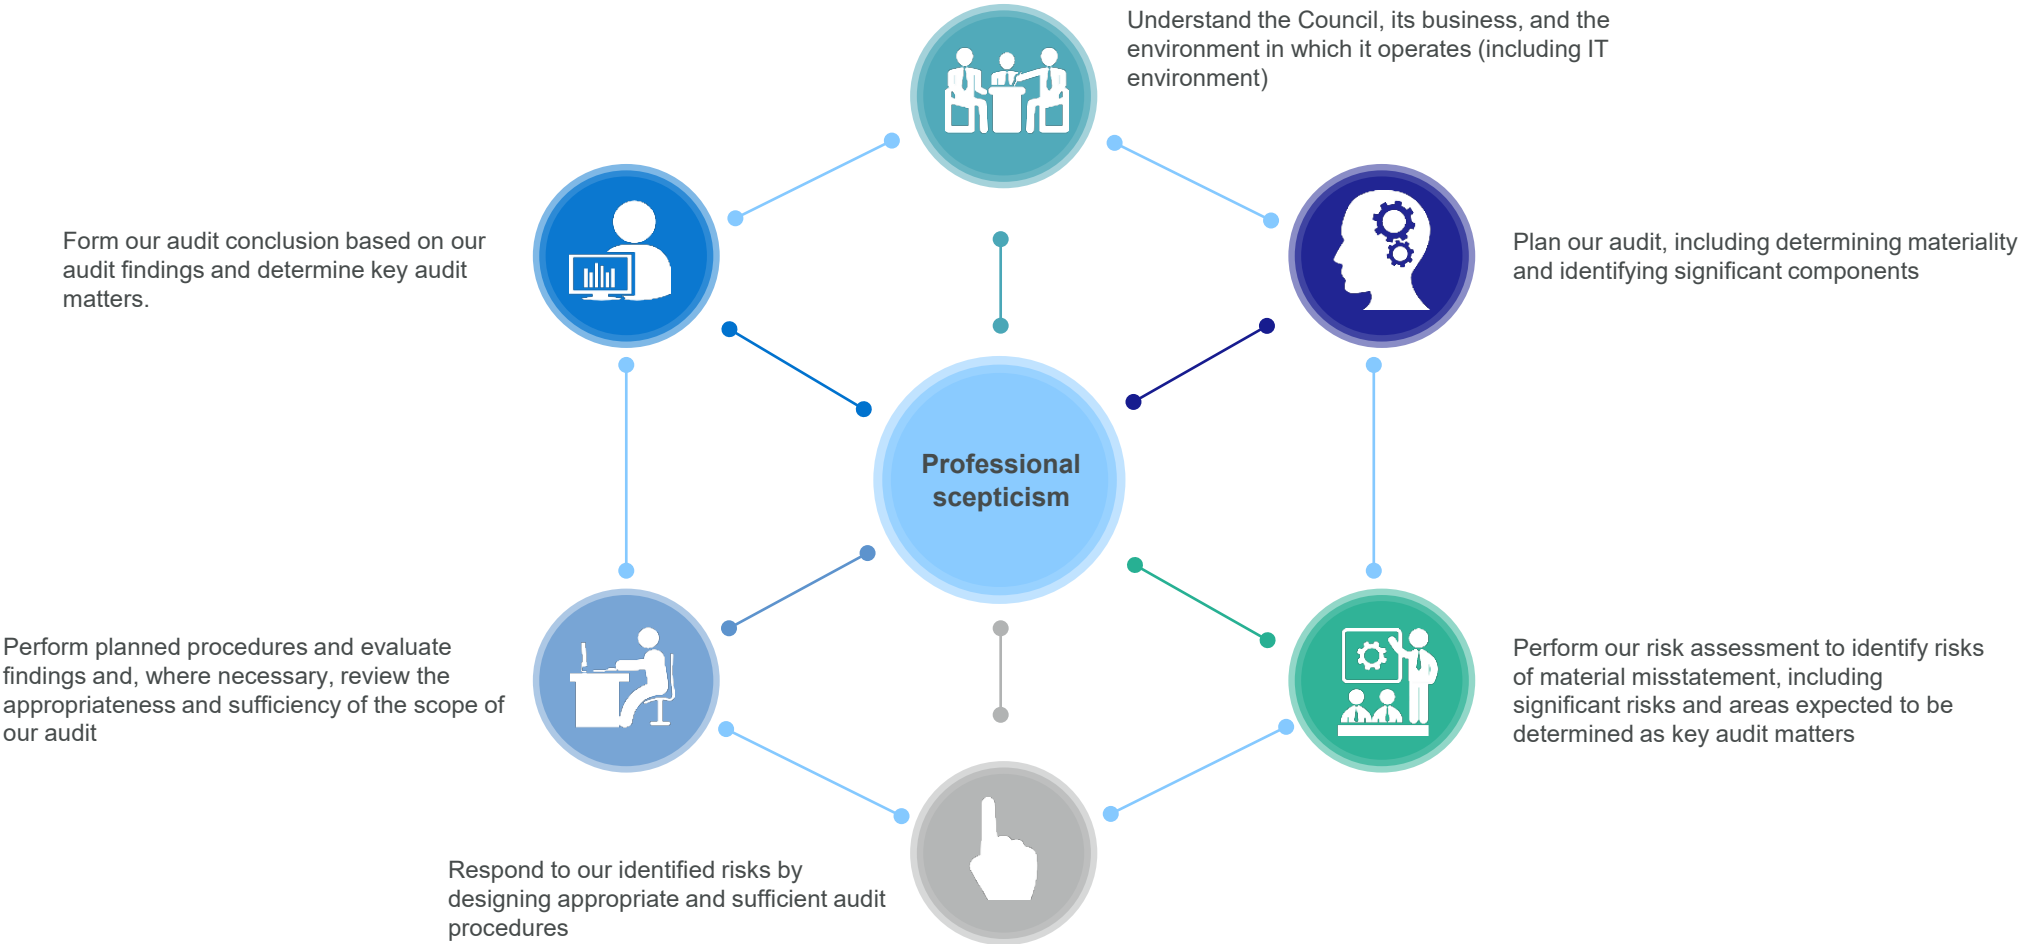 Understand the Council, its business, and the
environment in which it operates (including IT
environment)
Plan our audit, including determining materiality
and identifying significant components
Perform our risk assessment to identify risks
of material misstatement, including
significant risks and areas expected to be
determined as key audit matters
Respond to our identified risks by
designing appropriate and sufficient audit
procedures
Perform planned procedures and evaluate
findings and, where necessary, review the
appropriateness and sufficiency of the scope of
our audit
Form our audit conclusion based on our
audit findings and determine key audit
matters.
Professional
scepticism